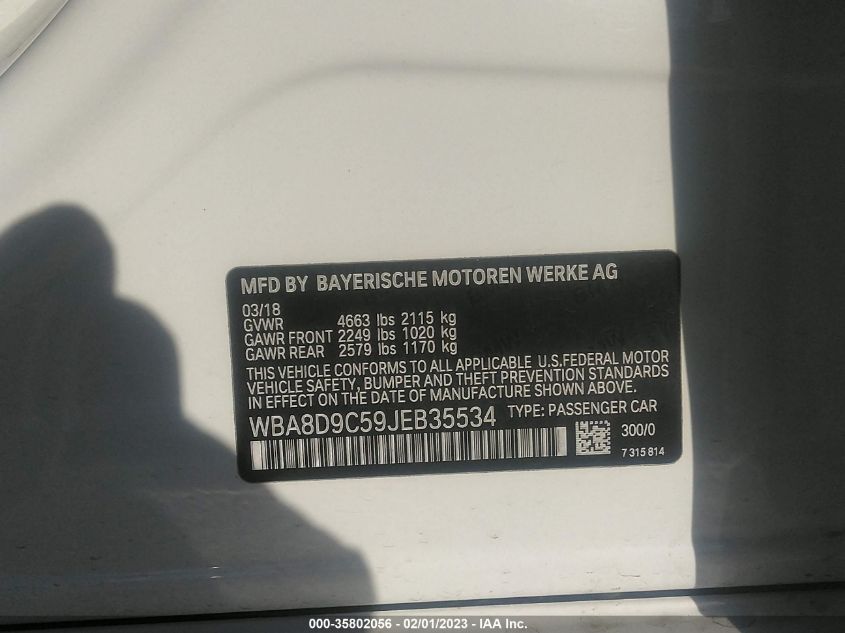 MFD BY BAYERISCHE MOTOREN WERKE AG
03/18
GVWR 4663 lbs 2115 kg
GAWR FRONT 2249 lbs 1020 kg
GAWR REAR 2579 lbs 1170 kg
THIS VEHICLE CONFORMS TO ALL APPLICABLE U.S.FEDERAL MOTOR
VEHICLE SAFETY, BUMPER AND THEFT PREVENTION STANDARDS
IN EFFECT ON THE DATE OF MANUFACTURE SHOWN ABOVE.
WBA8D9C59JEB35534 TYPE: PASSENGER CAR
300/0
7 315 814
000-35802056 - 02/01/2023 - IAA Inc.